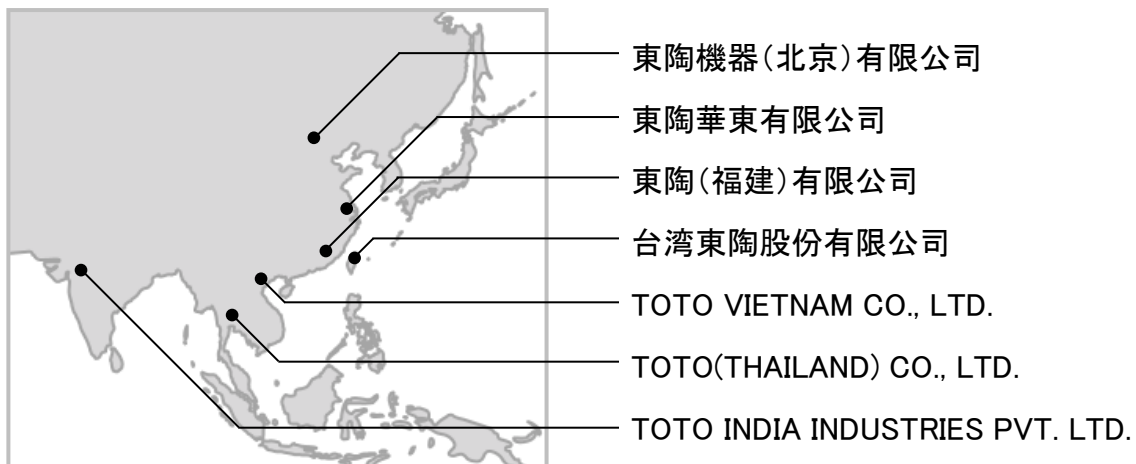 東陶機器（北京）有限公司
東陶華東有限公司
東陶（福建）有限公司
台湾東陶股份有限公司
TOTO VIETNAM CO., LTD.
TOTO(THAILAND) CO., LTD.
TOTO INDIA INDUSTRIES PVT. LTD.